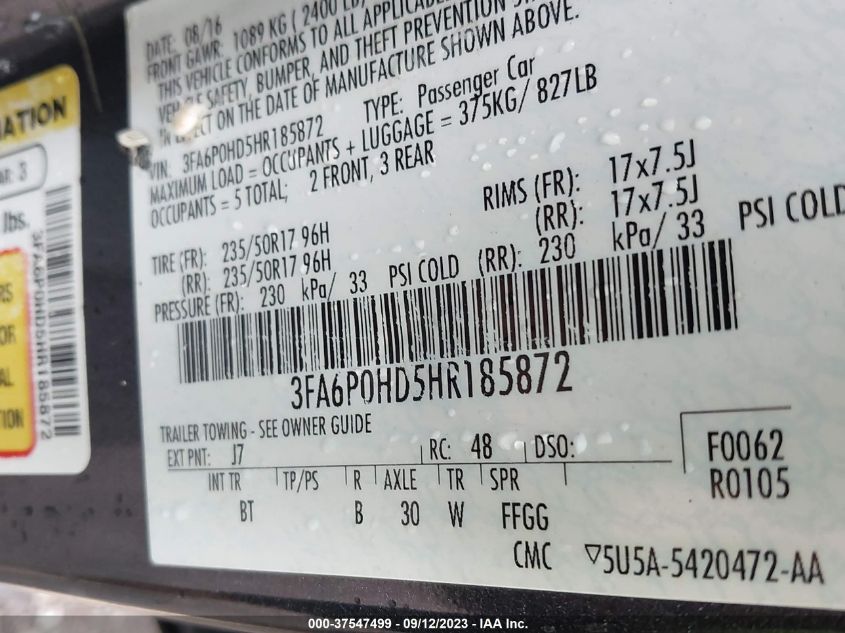 DATE: 08/16
FRONT GAWR: 1089 KG ( 2400 LB)
THIS VEHICLE CONFORMS TO ALL APPLICABLE
VEHICLE SAFETY, BUMPER, AND THEFT PREVENTION
IN EFFECT ON THE DATE OF MANUFACTURE SHOWN ABOVE.
VIN: 3FA6P0HD5HR185872 TYPE: Passenger Car
MAXIMUM LOAD = OCCUPANTS + LUGGAGE = 375KG/ 827LB
OCCUPANTS = 5 TOTAL; 2 FRONT, 3 REAR
RIMS (FR): 17x7.5J
TIRE (FR): 235/50R17 96H (RR): 17x7.5J
(RR): 235/50R17 96H
PRESSURE (FR): 230 kPa/ 33 PSI COLD (RR): 230 kPa/ 33 PSI COLD
3FA6P0HD5HR185872
TRAILER TOWING - SEE OWNER GUIDE
EXT PNT: J7 RC: 48 DSO:
INT TR TP/PS R AXLE TR SPR
BT B 30 W FFGG
F0062
R0105
CMC ▽5U5A-5420472-AA
3
lbs.
3FA6P0HD5HR185872
000-37547499 - 09/12/2023 - IAA Inc.